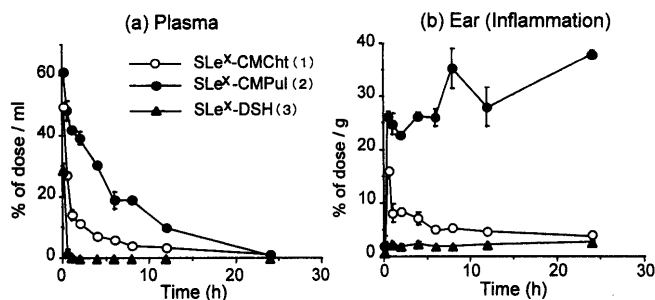 (a) Plasma
% of dose / ml
60
40
20
0
0
10
20
30
Time (h)
SLeˣ-CMCht (1)
SLeˣ-CMPul (2)
SLeˣ-DSH (3)
(b) Ear (Inflammation)
% of dose / g
40
30
20
10
0
0
10
20
30
Time (h)